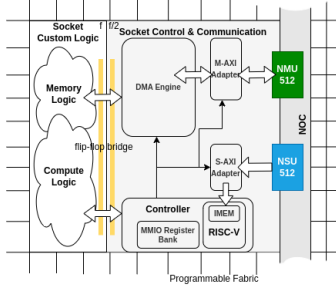 Socket
Custom Logic
f
f/2
Socket Control & Communication
Memory
Logic
DMA Engine
M-AXI
Adapter
NMU
512
NOC
flip-flop bridge
Compute
Logic
S-AXI
Adapter
NSU
512
Controller
MMIO Register
Bank
IMEM
RISC-V
Programmable Fabric